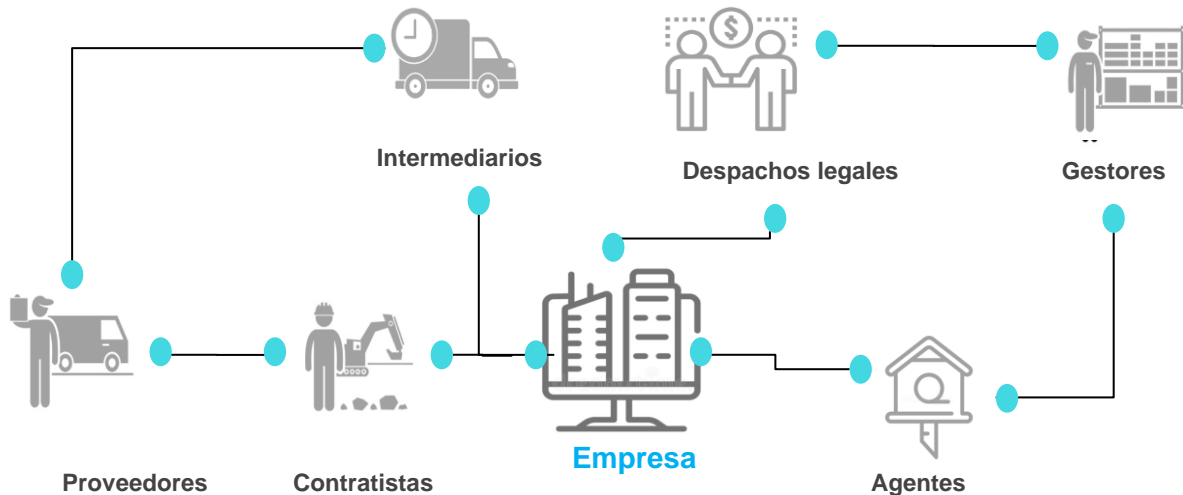 $
Intermediarios
Despachos legales
Gestores
Empresa
Proveedores
Contratistas
Agentes